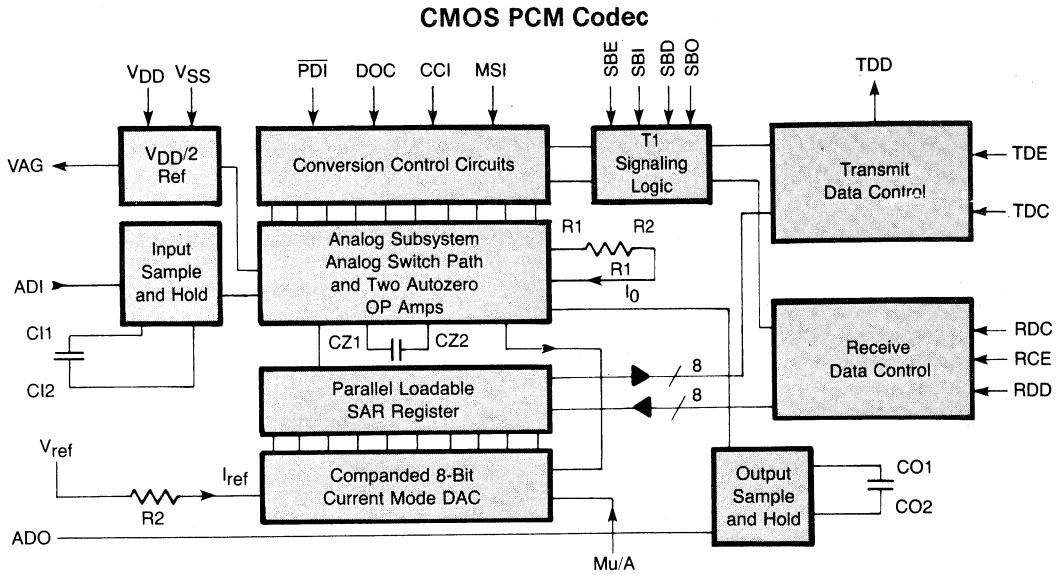 CMOS PCM Codec
VDD
VSS
PDI
DOC
CCI
MSI
SBE
SBI
SBD
SBO
TDD
VAG
VDD/2
Ref
Conversion Control Circuits
T1
Signaling
Logic
Transmit
Data Control
TDE
TDC
Input
Sample
and Hold
ADI
Analog Subsystem
Analog Switch Path
and Two Autozero
OP Amps
R1
R2
R1
I0
CI1
CI2
CZ1
CZ2
Parallel Loadable
SAR Register
8
8
Receive
Data Control
RDC
RCE
RDD
Vref
R2
Iref
Companded 8-Bit
Current Mode DAC
Output
Sample
and Hold
CO1
CO2
ADO
Mu/A